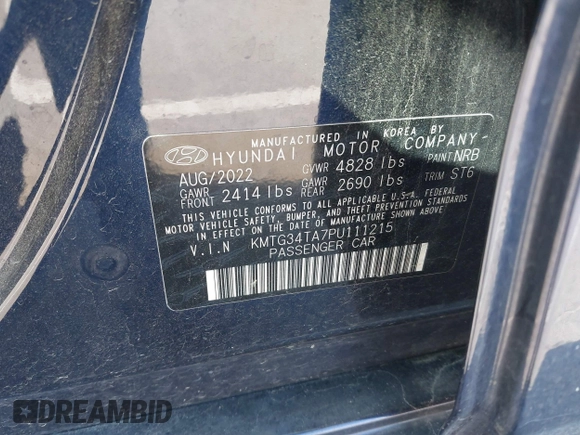 MANUFACTURED IN KOREA BY
HYUNDAI MOTOR COMPANY-
AUG/2022 GVWR 4828 lbs PAINT NRB
GAWR FRONT 2414 lbs GAWR REAR 2690 lbs TRIM ST6
THIS VEHICLE CONFORMS TO ALL APPLICABLE U.S.A. FEDERAL
MOTOR VEHICLE SAFETY, BUMPER, AND THEFT PREVENTION STANDARDS
IN EFFECT ON THE DATE OF MANUFACTURE SHOWN ABOVE.
V.I.N KMTG34TA7PU111215
PASSENGER CAR
DREAMBID